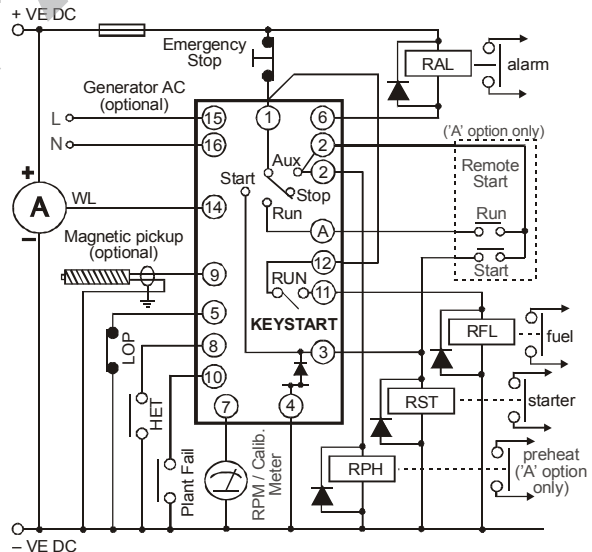 + VE DC
Emergency
Stop
RAL
alarm
Generator AC
(optional)
L
N
15
16
1
6
2
2
('A' option only)
Remote
Start
Aux
Start
Stop
Run
Run
Start
+
A
−
WL
14
A
Magnetic pickup
(optional)
9
12
RUN
11
KEYSTART
5
LOP
8
HET
10
Plant Fail
3
7
4
RPM / Calib.
Meter
RFL
fuel
RST
starter
RPH
preheat
('A' option
only)
– VE DC